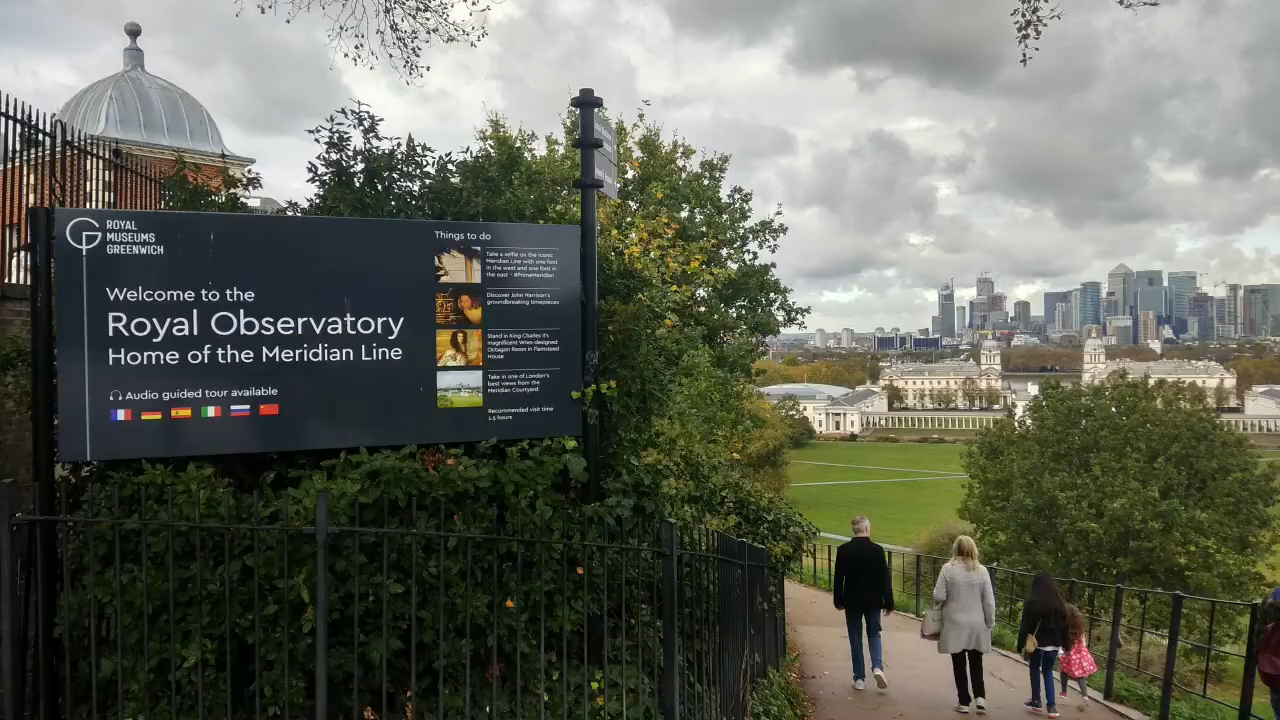 ROYAL
MUSEUMS
GREENWICH
Welcome to the
Royal Observatory
Home of the Meridian Line
Audio guided tour available
Things to do
Take a selfie on the iconic
Meridian Line with one foot
in the west and one foot in
the east - #PrimeMeridian
Discover John Harrison's
groundbreaking timepieces
Stand in King Charles II's
magnificent Wren-designed
Octagon Room in Flamsteed
House
Take in one of London's
best views from the
Meridian Courtyard
Recommended visit time
1.5 hours